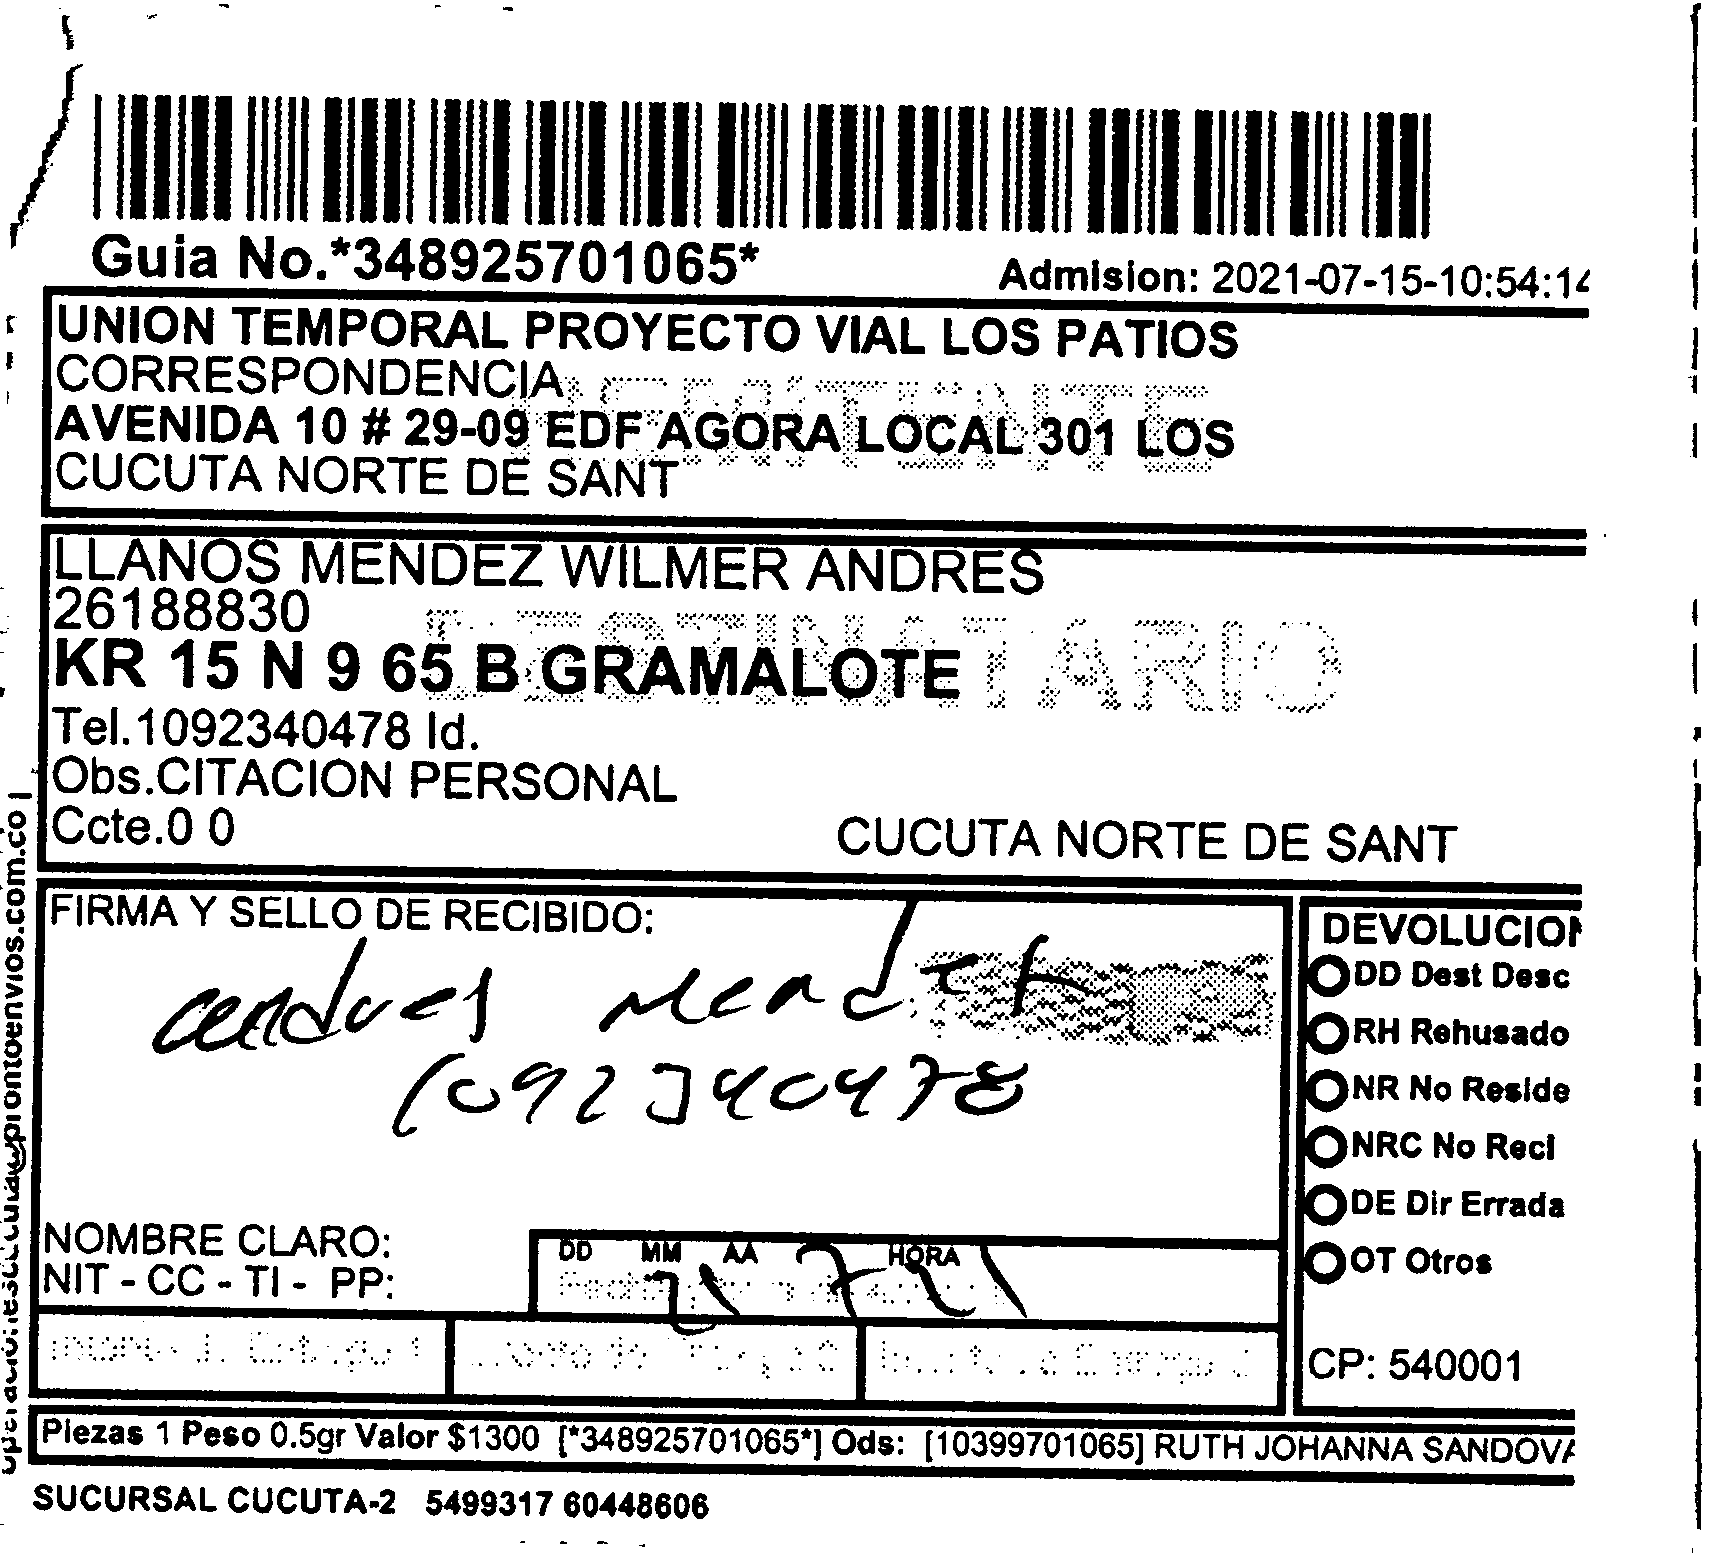 Guia No.*348925701065*
Admision: 2021-07-15-10:54:14
UNION TEMPORAL PROYECTO VIAL LOS PATIOS
CORRESPONDENCIA
REMITENTE
AVENIDA 10 # 29-09 EDF AGORA LOCAL 301 LOS
CUCUTA NORTE DE SANT
LLANOS MENDEZ WILMER ANDRES
26188830
DESTINATARIO
KR 15 N 9 65 B GRAMALOTE
Tel.1092340478 Id.
Obs.CITACION PERSONAL
Ccte.0 0
CUCUTA NORTE DE SANT
FIRMA Y SELLO DE RECIBIDO:
andres Mendez
1092340478
NOMBRE CLARO:
NIT - CC - TI - PP:
DD MM AA HORA
DEVOLUCION
DD Dest Desc
RH Rehusado
NR No Reside
NRC No Reci
DE Dir Errada
OT Otros
CP: 540001
Piezas 1 Peso 0.5gr Valor $1300 [*348925701065*] Ods: [10399701065] RUTH JOHANNA SANDOVA
SUCURSAL CUCUTA-2 5499317 60448606